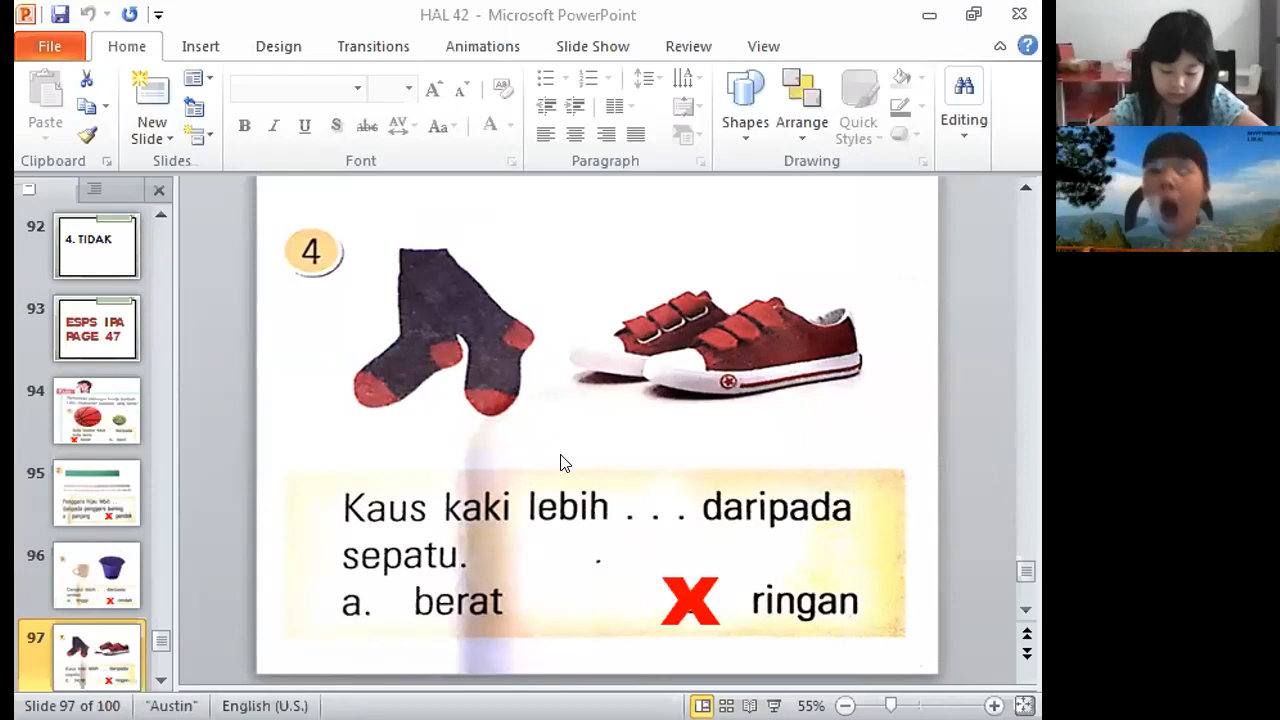 HAL 42 - Microsoft PowerPoint
File Home Insert Design Transitions Animations Slide Show Review View
Paste
New Slide
Shapes Arrange Quick Styles
Editing
Clipboard Slides Font Paragraph Drawing
92
4. TIDAK
93
ESPS IPA
PAGE 47
94
95
96
97
4
Kaus kaki lebih . . . daripada
sepatu.
a. berat X ringan
Slide 97 of 100 "Austin" English (U.S.) 55%